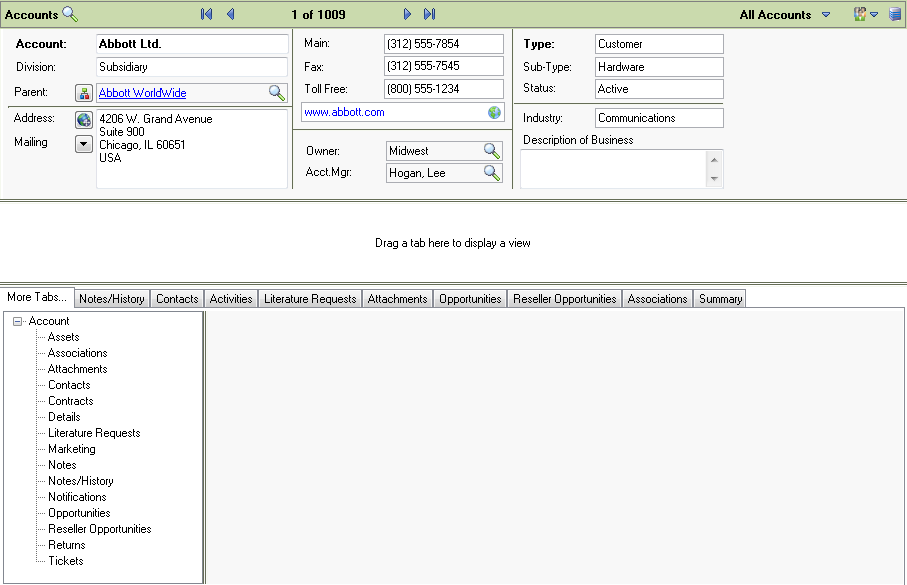 Accounts 1 of 1009 All Accounts
Account: Abbott Ltd.
Division: Subsidiary
Parent: Abbott WorldWide
Address: 4206 W. Grand Avenue
Mailing Suite 900
Chicago, IL 60651
USA
Main: (312) 555-7854
Fax: (312) 555-7545
Toll Free: (800) 555-1234
www.abbott.com
Owner: Midwest
Acct.Mgr: Hogan, Lee
Type: Customer
Sub-Type: Hardware
Status: Active
Industry: Communications
Description of Business
Drag a tab here to display a view
More Tabs... Notes/History Contacts Activities Literature Requests Attachments Opportunities Reseller Opportunities Associations Summary
Account
Assets
Associations
Attachments
Contacts
Contracts
Details
Literature Requests
Marketing
Notes
Notes/History
Notifications
Opportunities
Reseller Opportunities
Returns
Tickets